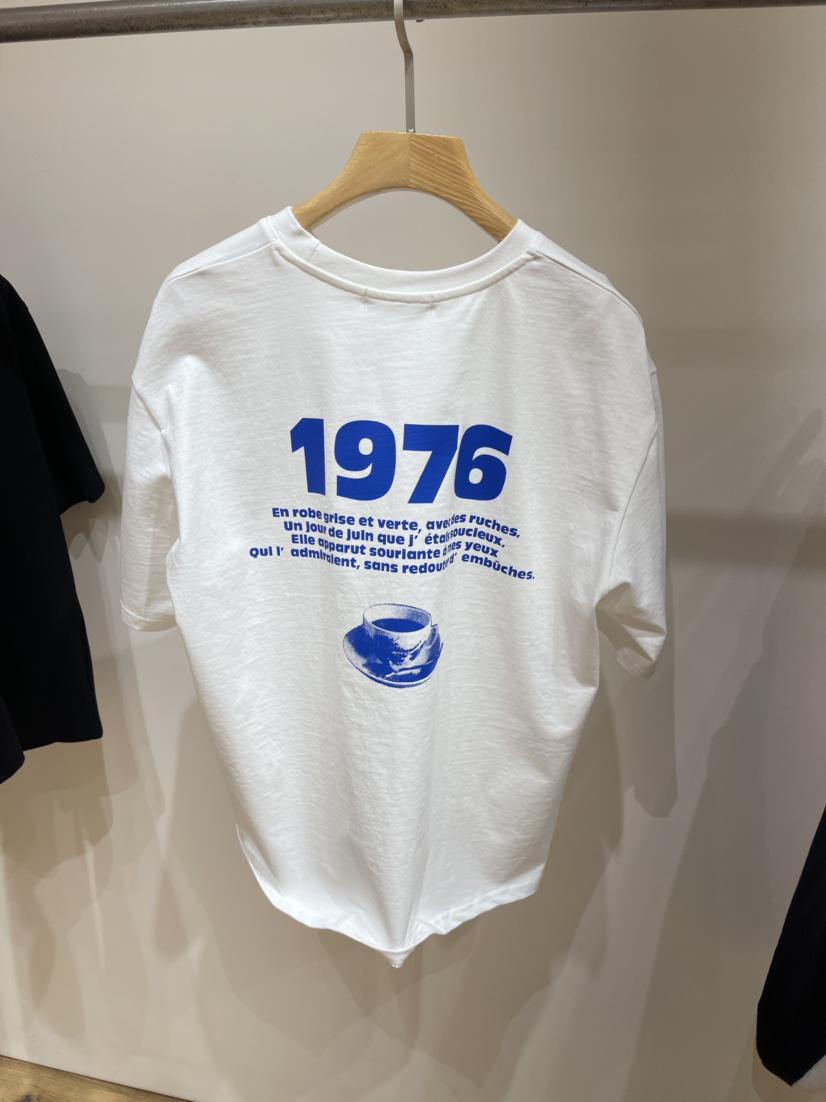 1976
En robe grise et verte, avec des ruches,
Un jour de juin que j' étais soucieux,
Elle apparut souriante à mes yeux
Qui l' admiraient, sans redouter d' embûches.